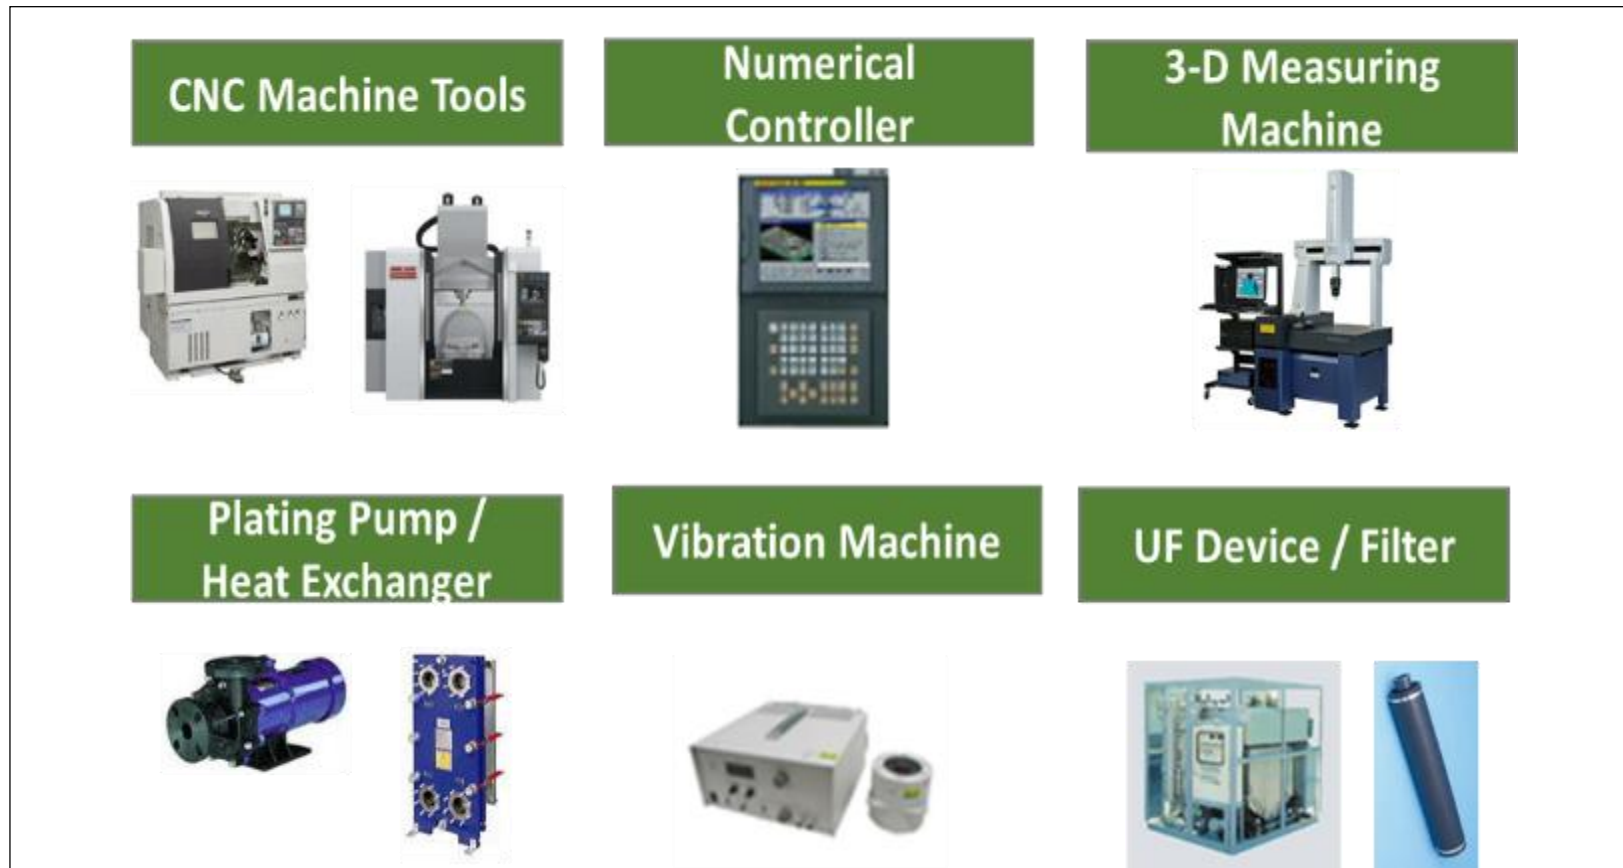 CNC Machine Tools
Numerical
Controller
3-D Measuring
Machine
Plating Pump /
Heat Exchanger
Vibration Machine
UF Device / Filter